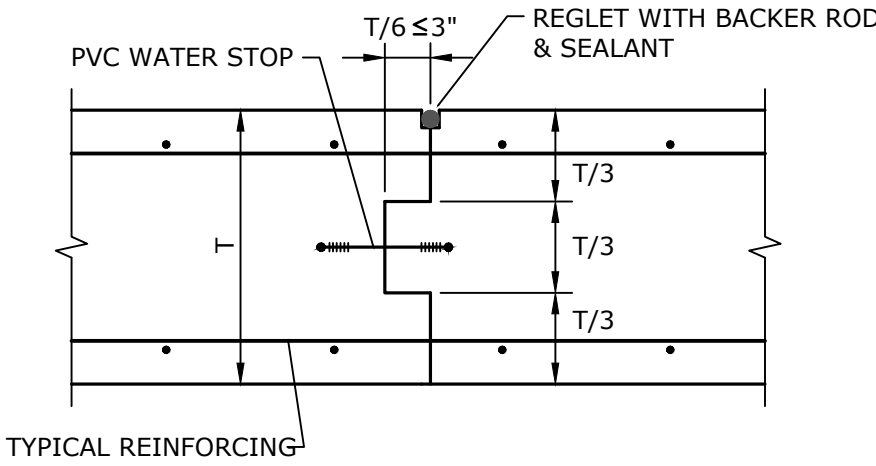 T/6 ≤3"
REGLET WITH BACKER ROD
& SEALANT
PVC WATER STOP
T/3
T
T/3
T/3
TYPICAL REINFORCING